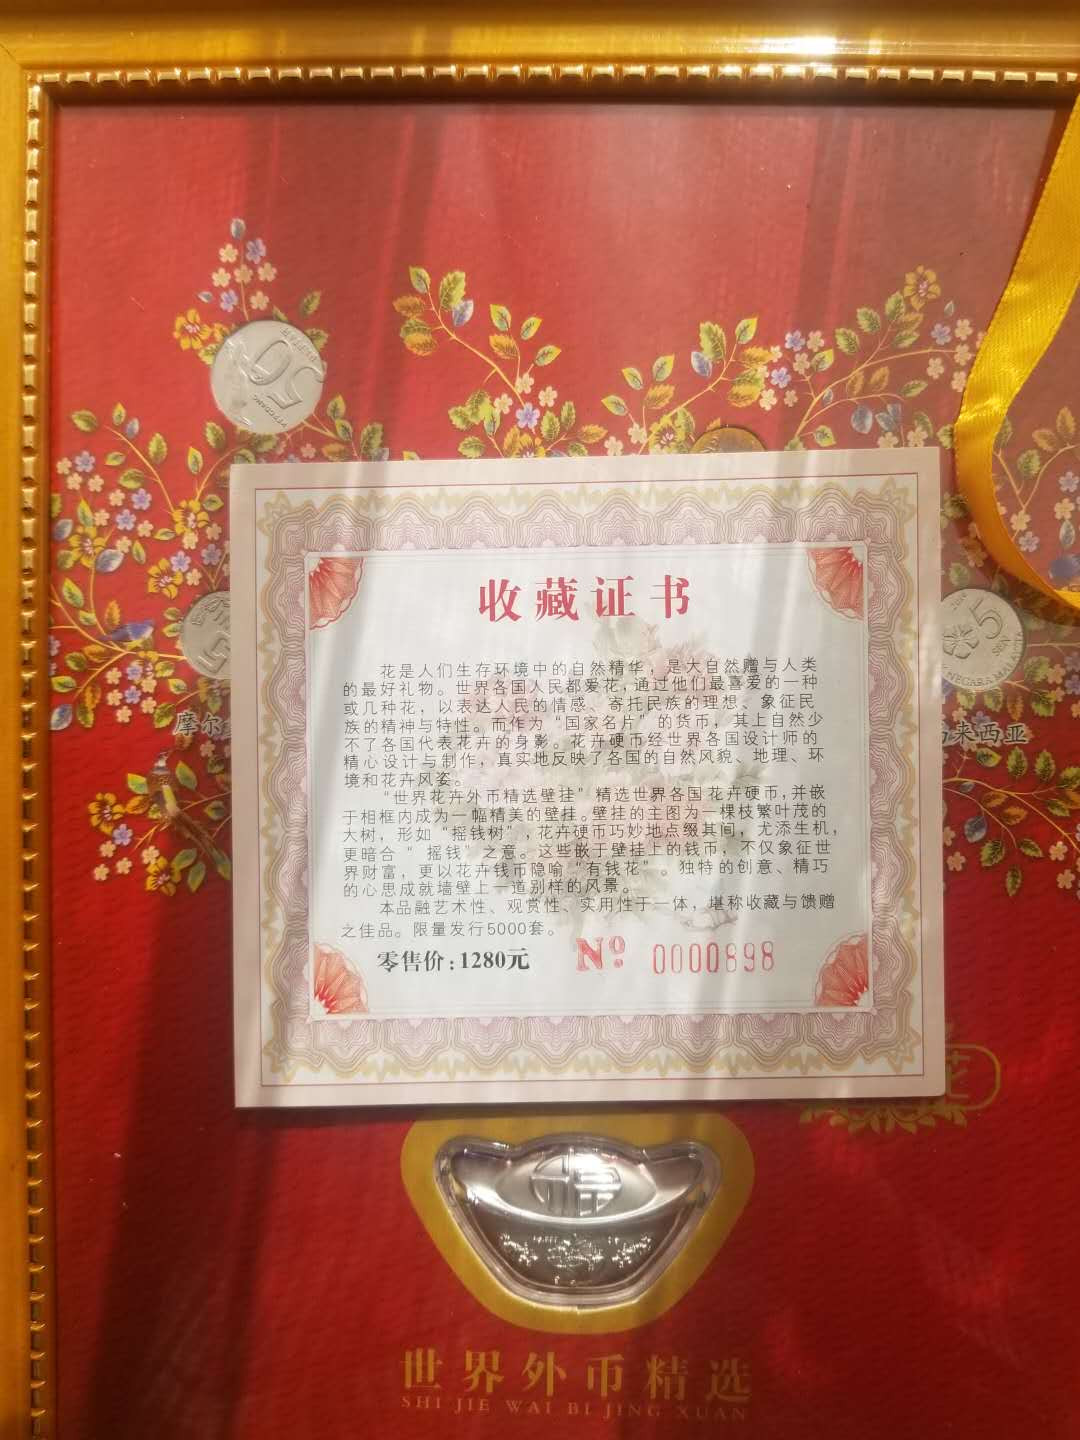 50
收藏证书
花是人们生存环境中的自然精华，是大自然赠与人类
的最好礼物。世界各国人民都爱花，通过他们最喜爱的一种
或几种花，以表达人民的情感、寄托民族的理想、象征民
族的精神与特性。而作为“国家名片”的货币，其上自然少
不了各国代表花卉的身影。花卉硬币经世界各国设计师的
精心设计与制作，真实地反映了各国的自然风貌、地理、环
境和花卉风姿。
“世界花卉外币精选壁挂”精选世界各国花卉硬币，并嵌
于相框内成为一幅精美的壁挂。壁挂的主图为一棵枝繁叶茂的
大树，形如“摇钱树”，花卉硬币巧妙地点缀其间，尤添生机，
更暗合“摇钱”之意。这些嵌于壁挂上的钱币，不仅象征世
界财富，更以花卉钱币隐喻“有钱花”。独特的创意、精巧
的心思成就墙壁上一道别样的风景。
本品融艺术性、观赏性、实用性于一体，堪称收藏与馈赠
之佳品。限量发行5000套。
零售价：1280元 Nº 0000898
5
SEN
NEGARA MALAYSIA
摩尔
来西亚
花
福
世界外币精选
SHI JIE WAI BI JING XUAN